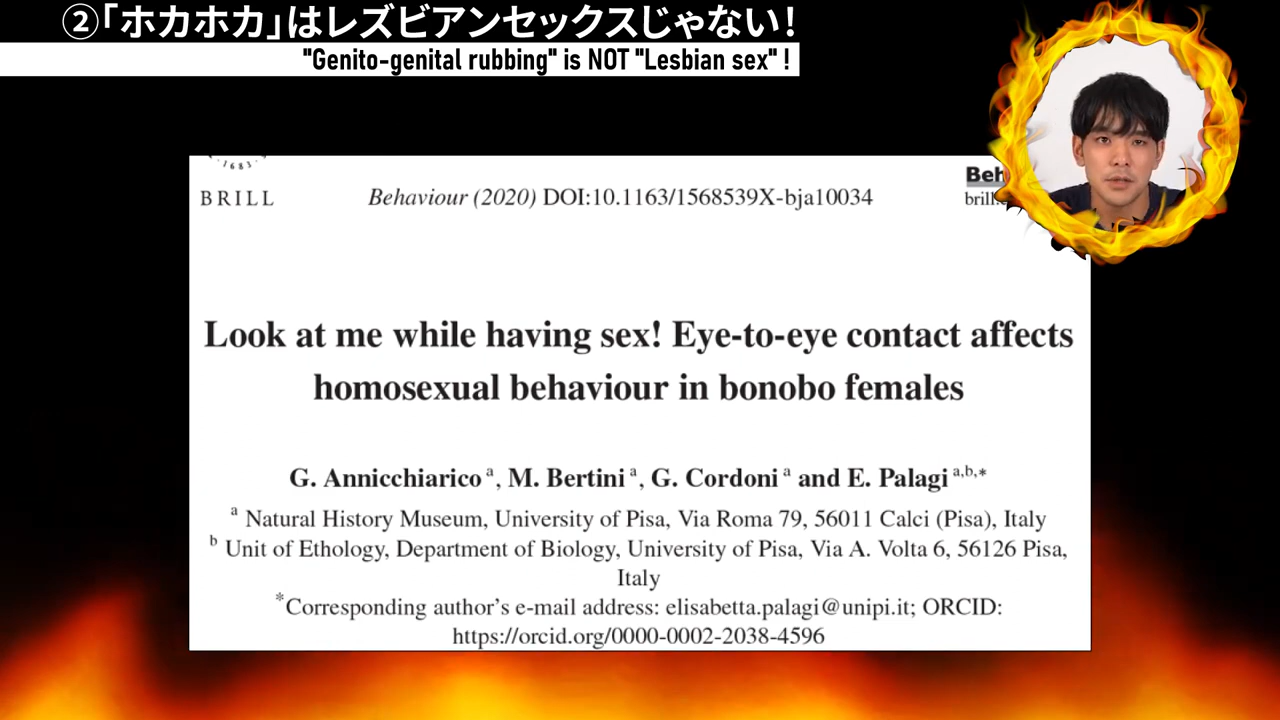 ②「ホカホカ」はレズビアンセックスじゃない！
"Genito-genital rubbing" is NOT "Lesbian sex" !
·1683·
BRILL
Behaviour (2020) DOI:10.1163/1568539X-bja10034
Beh
brill.
Look at me while having sex! Eye-to-eye contact affects
homosexual behaviour in bonobo females
G. Annicchiarico a, M. Bertini a, G. Cordoni a and E. Palagi a,b,*
a Natural History Museum, University of Pisa, Via Roma 79, 56011 Calci (Pisa), Italy
b Unit of Ethology, Department of Biology, University of Pisa, Via A. Volta 6, 56126 Pisa,
Italy
*Corresponding author's e-mail address: elisabetta.palagi@unipi.it; ORCID:
https://orcid.org/0000-0002-2038-4596